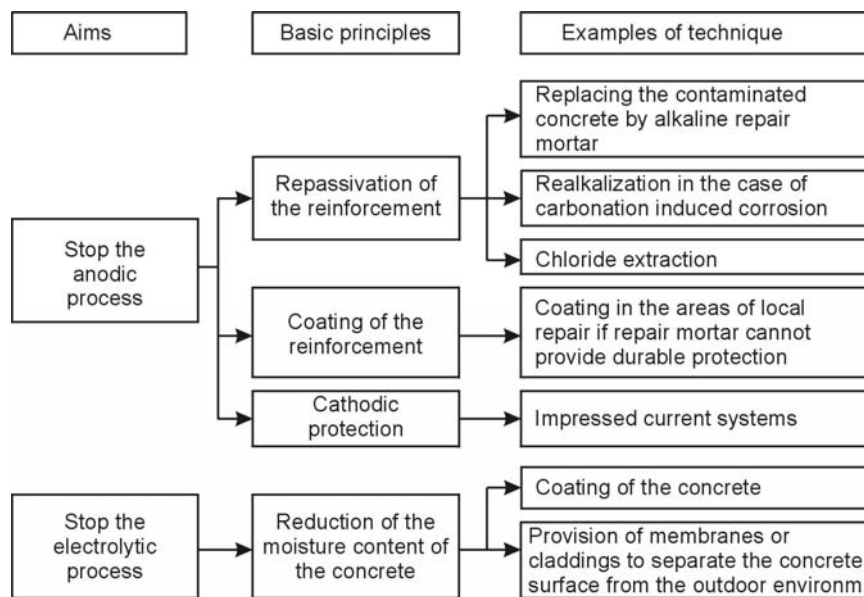 Aims
Basic principles
Examples of technique
Stop the
anodic
process
Repassivation of
the reinforcement
Replacing the contaminated
concrete by alkaline repair
mortar
Realkalization in the case of
carbonation induced corrosion
Chloride extraction
Coating of the
reinforcement
Coating in the areas of local
repair if repair mortar cannot
provide durable protection
Cathodic
protection
Impressed current systems
Stop the
electrolytic
process
Reduction of the
moisture content of
the concrete
Coating of the concrete
Provision of membranes or
claddings to separate the concrete
surface from the outdoor environm